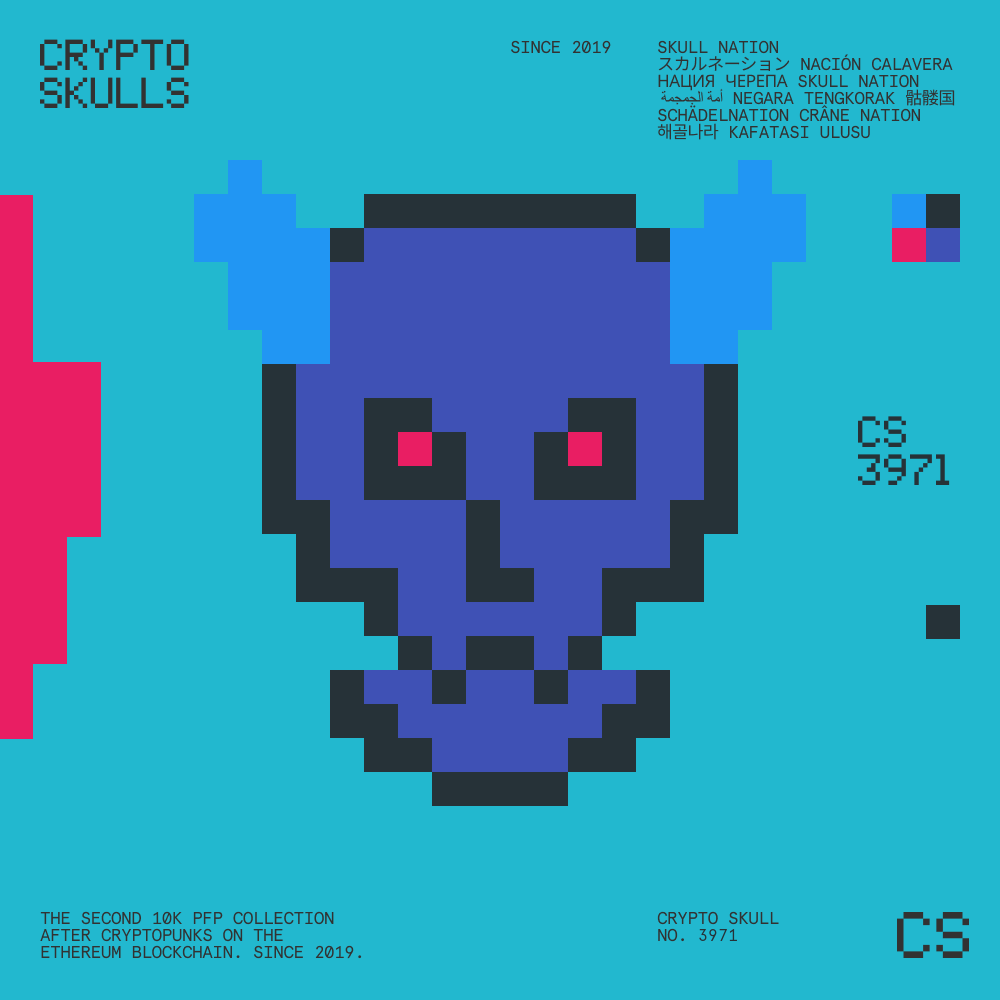 CRYPTO
SKULLS
SINCE 2019
SKULL NATION
スカルネーション NACIÓN CALAVERA
НАЦИЯ ЧЕРЕПА SKULL NATION
أمة الجمجمة NEGARA TENGKORAK 骷髅国
SCHÄDELNATION CRÂNE NATION
해골나라 KAFATASI ULUSU
CS
3971
THE SECOND 10K PFP COLLECTION
AFTER CRYPTOPUNKS ON THE
ETHEREUM BLOCKCHAIN. SINCE 2019.
CRYPTO SKULL
NO. 3971
CS